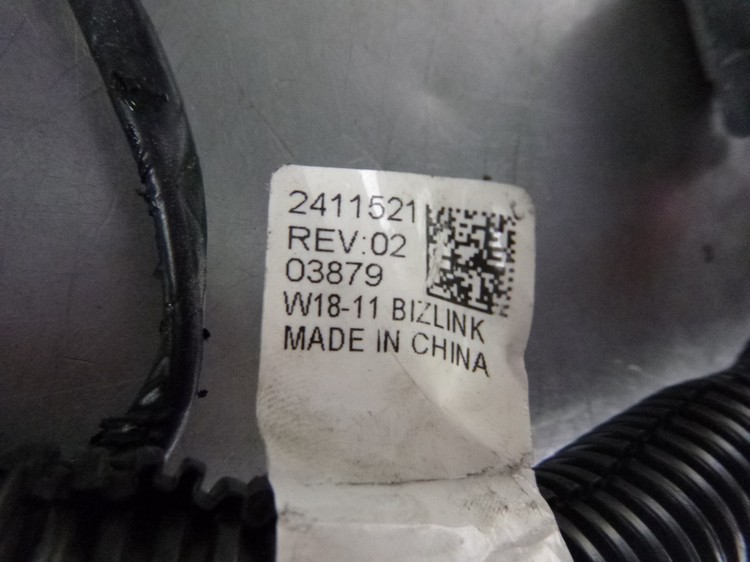 2411521
REV:02
03879
W18-11 BIZLINK
MADE IN CHINA